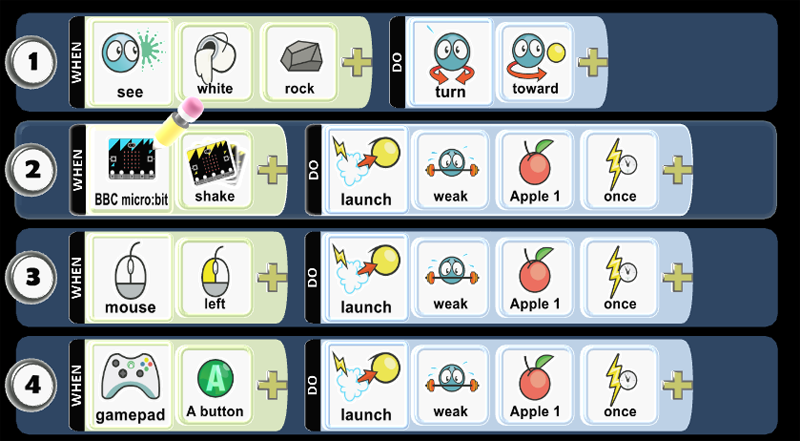 1 WHEN see white rock DO turn toward
2 WHEN BBC micro:bit shake DO launch weak Apple 1 once
3 WHEN mouse left DO launch weak Apple 1 once
4 WHEN gamepad A A button DO launch weak Apple 1 once